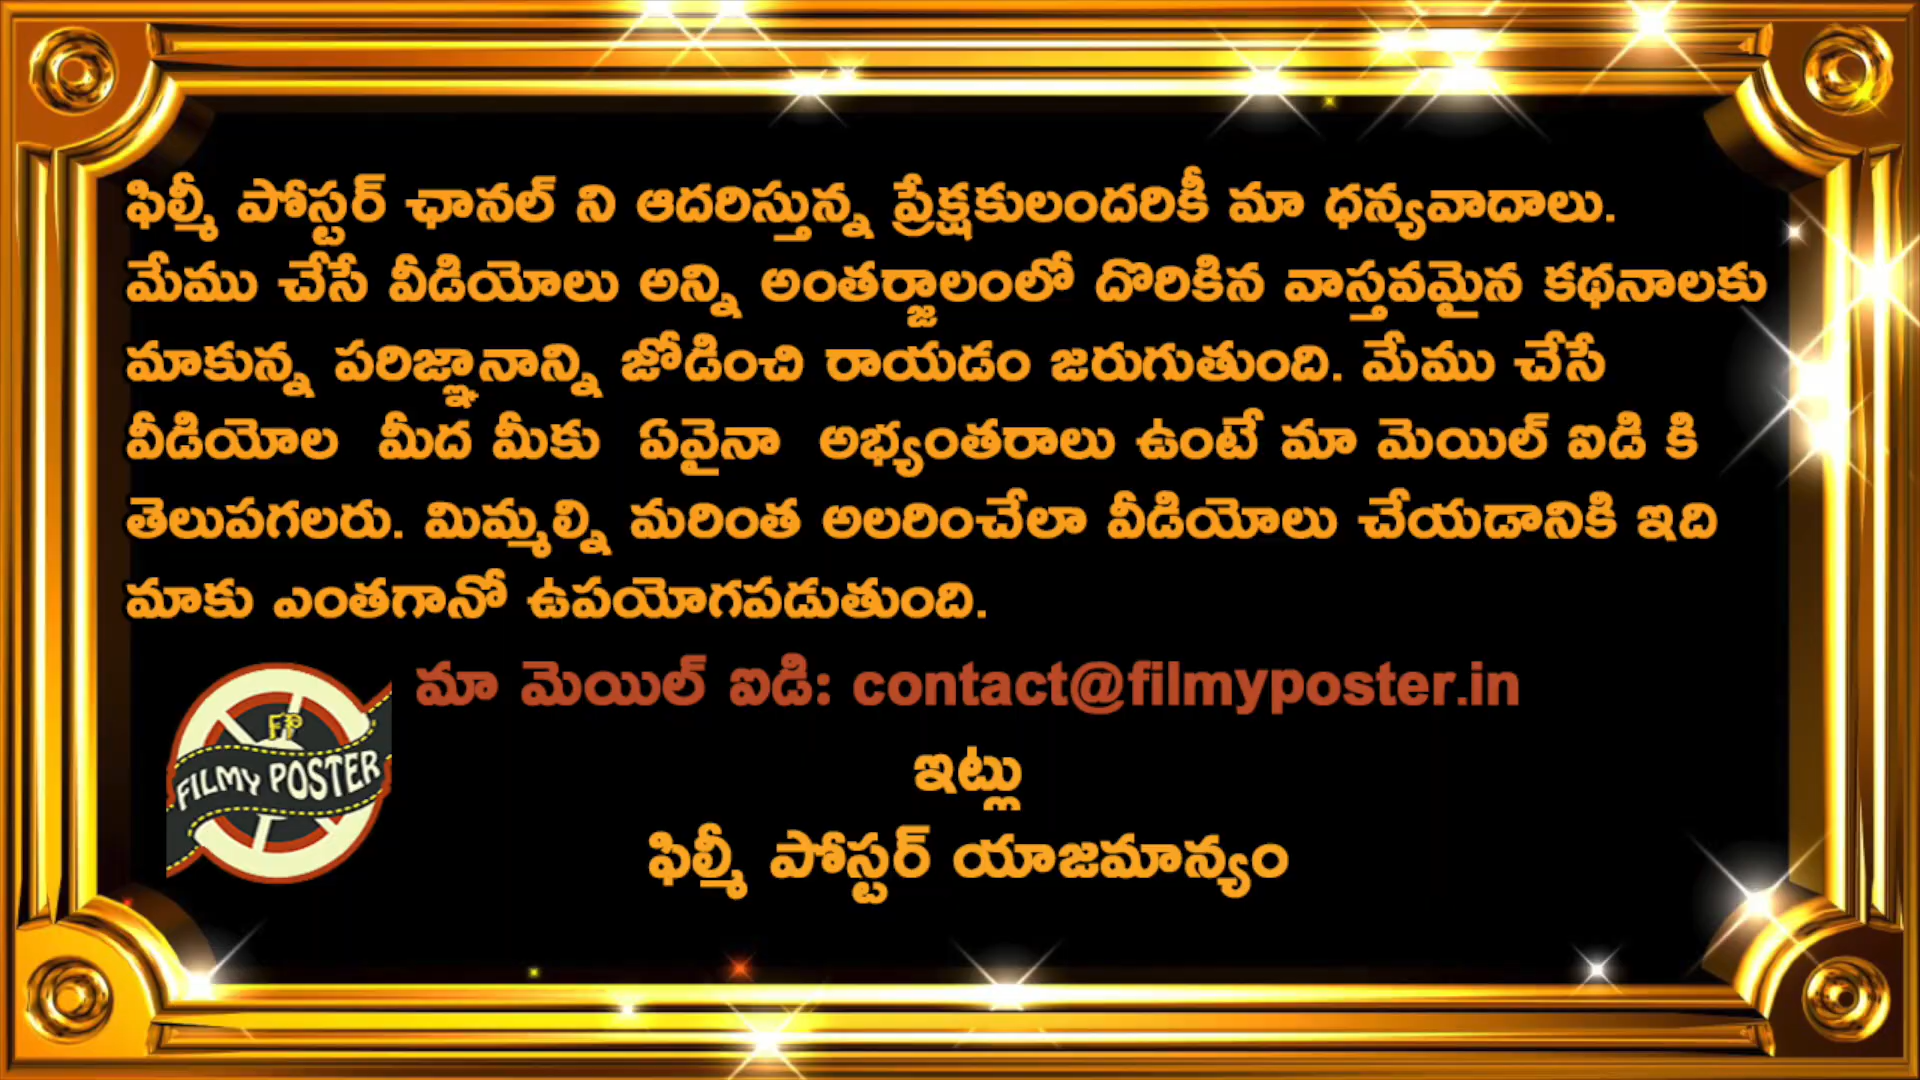 ఫిల్మీ పోస్టర్ ఛానల్ ని ఆదరిస్తున్న ప్రేక్షకులందరికీ మా ధన్యవాదాలు.
మేము చేసే వీడియోలు అన్ని అంతర్జాలంలో దొరికిన వాస్తవమైన కథనాలకు
మాకున్న పరిజ్ఞానాన్ని జోడించి రాయడం జరుగుతుంది. మేము చేసే
వీడియోల మీద మీకు ఏవైనా అభ్యంతరాలు ఉంటే మా మెయిల్ ఐడి కి
తెలుపగలరు. మిమ్మల్ని మరింత అలరించేలా వీడియోలు చేయడానికి ఇది
మాకు ఎంతగానో ఉపయోగపడుతుంది.
మా మెయిల్ ఐడి: contact@filmyposter.in
FP
FILMY POSTER
ఇట్లు
ఫిల్మీ పోస్టర్ యాజమాన్యం